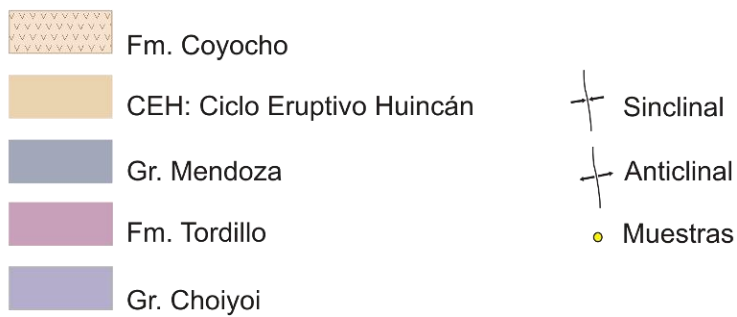 Fm. Coyocho
CEH: Ciclo Eruptivo Huincán
Gr. Mendoza
Fm. Tordillo
Gr. Choiyoi
Sinclinal
Anticlinal
Muestras